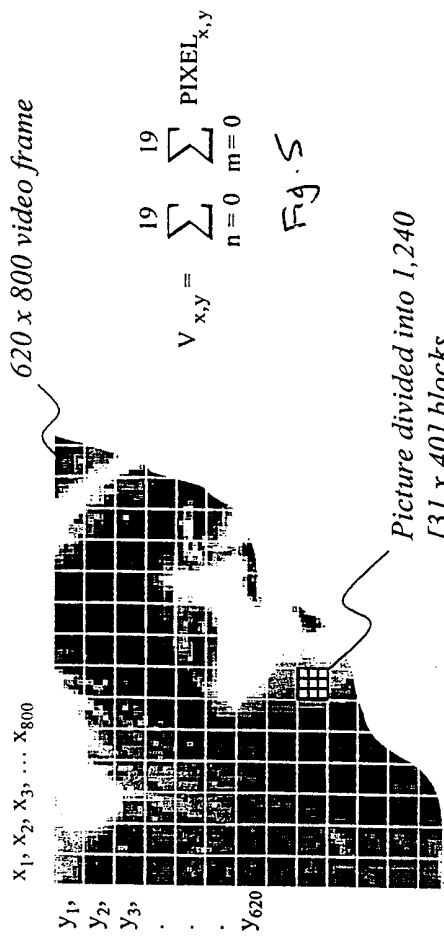 620 x 800 video frame
x1, x2, x3, ... x800
y1,
y2,
y3,
.
.
.
y620
19 19
V x,y = ∑ ∑ PIXELx,y
n = 0 m = 0
Fig. 5
Picture divided into 1,240
[31 x 40] blocks